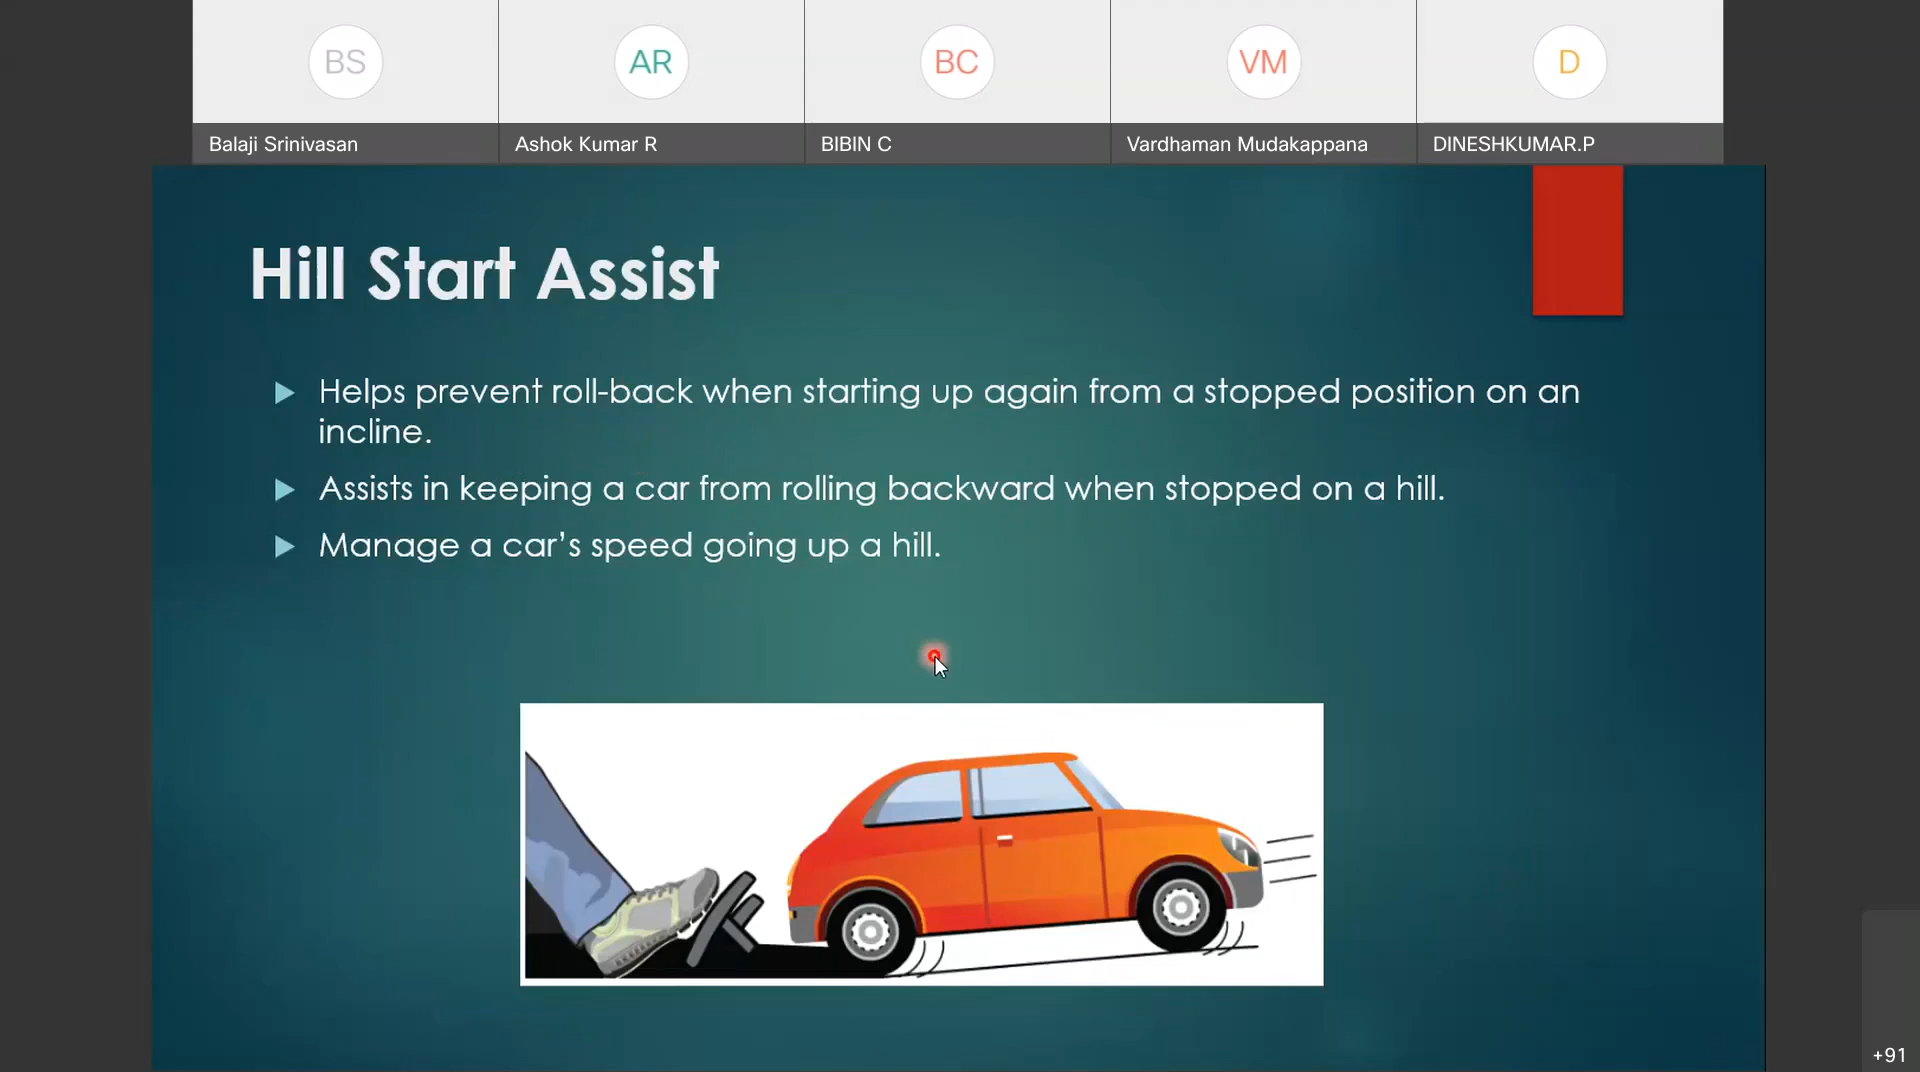 BS
AR
BC
VM
D
Balaji Srinivasan
Ashok Kumar R
BIBIN C
Vardhaman Mudakappana
DINESHKUMAR.P
Hill Start Assist
Helps prevent roll-back when starting up again from a stopped position on an
incline.
Assists in keeping a car from rolling backward when stopped on a hill.
Manage a car’s speed going up a hill.
+91